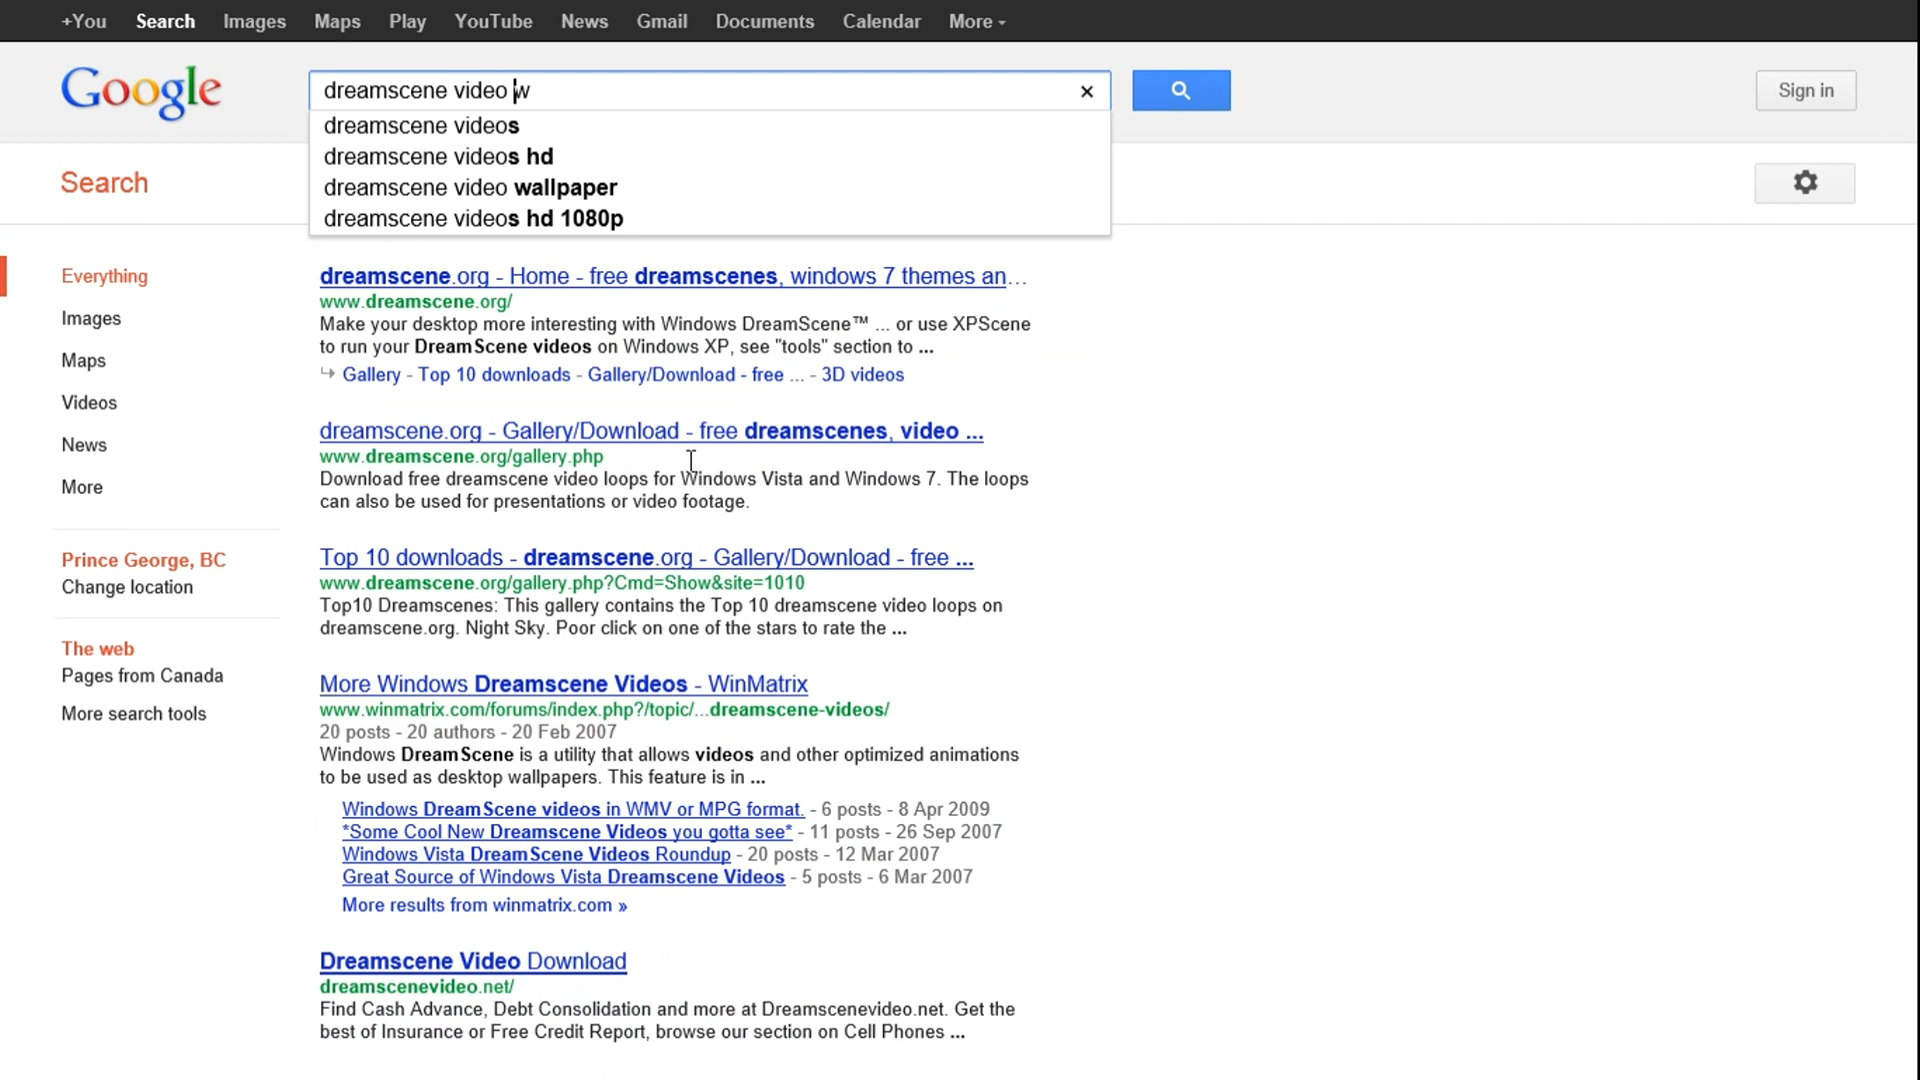 +You Search Images Maps Play YouTube News Gmail Documents Calendar More
Google
dreamscene video w
×
Sign in
dreamscene videos
dreamscene videos hd
dreamscene video wallpaper
dreamscene videos hd 1080p
Search
Everything
Images
Maps
Videos
News
More
Prince George, BC
Change location
The web
Pages from Canada
More search tools
dreamscene.org - Home - free dreamscenes, windows 7 themes an...
www.dreamscene.org/
Make your desktop more interesting with Windows DreamScene™ ... or use XPScene
to run your DreamScene videos on Windows XP, see "tools" section to ...
Gallery - Top 10 downloads - Gallery/Download - free ... - 3D videos
dreamscene.org - Gallery/Download - free dreamscenes, video ...
www.dreamscene.org/gallery.php
Download free dreamscene video loops for Windows Vista and Windows 7. The loops
can also be used for presentations or video footage.
Top 10 downloads - dreamscene.org - Gallery/Download - free ...
www.dreamscene.org/gallery.php?Cmd=Show&site=1010
Top10 Dreamscenes: This gallery contains the Top 10 dreamscene video loops on
dreamscene.org. Night Sky. Poor click on one of the stars to rate the ...
More Windows Dreamscene Videos - WinMatrix
www.winmatrix.com/forums/index.php?/topic/...dreamscene-videos/
20 posts - 20 authors - 20 Feb 2007
Windows DreamScene is a utility that allows videos and other optimized animations
to be used as desktop wallpapers. This feature is in ...
Windows DreamScene videos in WMV or MPG format. - 6 posts - 8 Apr 2009
*Some Cool New Dreamscene Videos you gotta see* - 11 posts - 26 Sep 2007
Windows Vista DreamScene Videos Roundup - 20 posts - 12 Mar 2007
Great Source of Windows Vista Dreamscene Videos - 5 posts - 6 Mar 2007
More results from winmatrix.com »
Dreamscene Video Download
dreamscenevideo.net/
Find Cash Advance, Debt Consolidation and more at Dreamscenevideo.net. Get the
best of Insurance or Free Credit Report, browse our section on Cell Phones ...